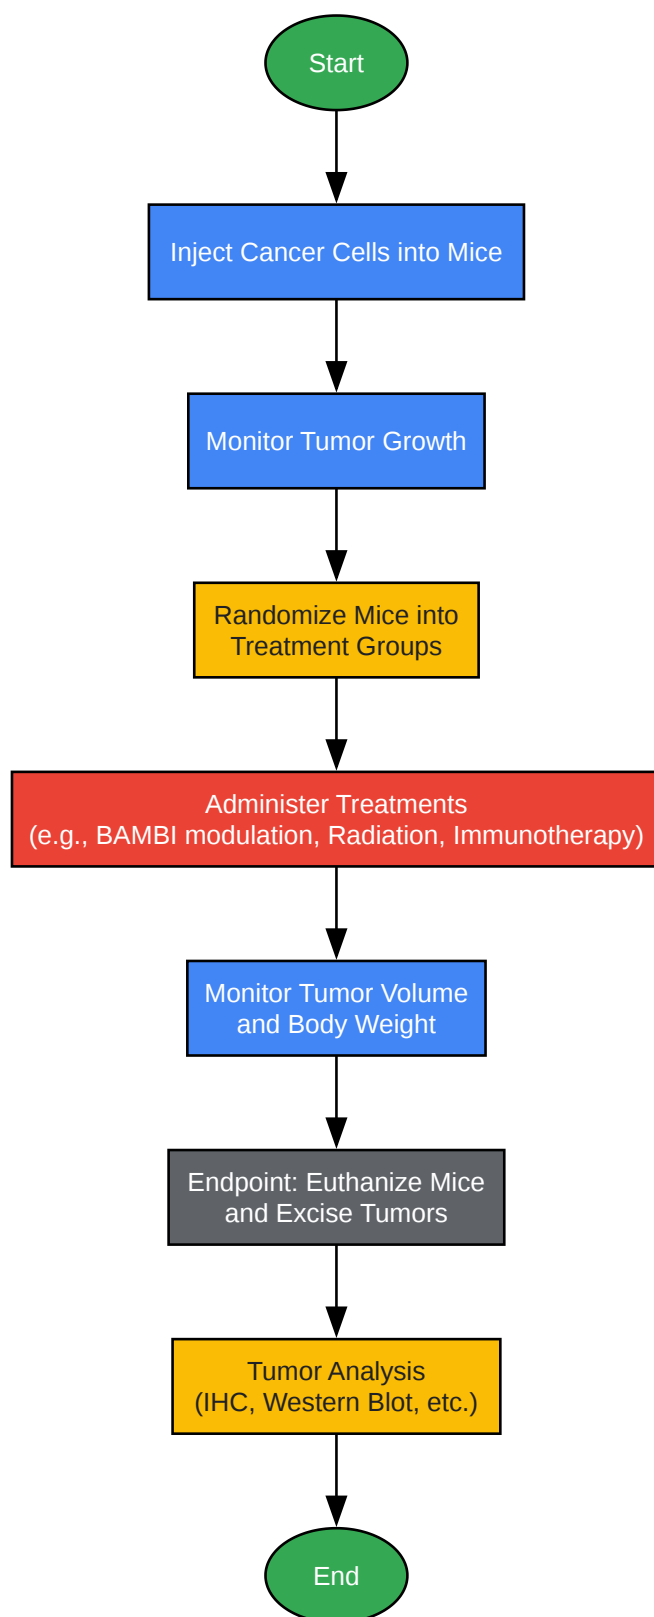 Start
Inject Cancer Cells into Mice
Monitor Tumor Growth
Randomize Mice into
Treatment Groups
Administer Treatments
(e.g., BAMBI modulation, Radiation, Immunotherapy)
Monitor Tumor Volume
and Body Weight
Endpoint: Euthanize Mice
and Excise Tumors
Tumor Analysis
(IHC, Western Blot, etc.)
End